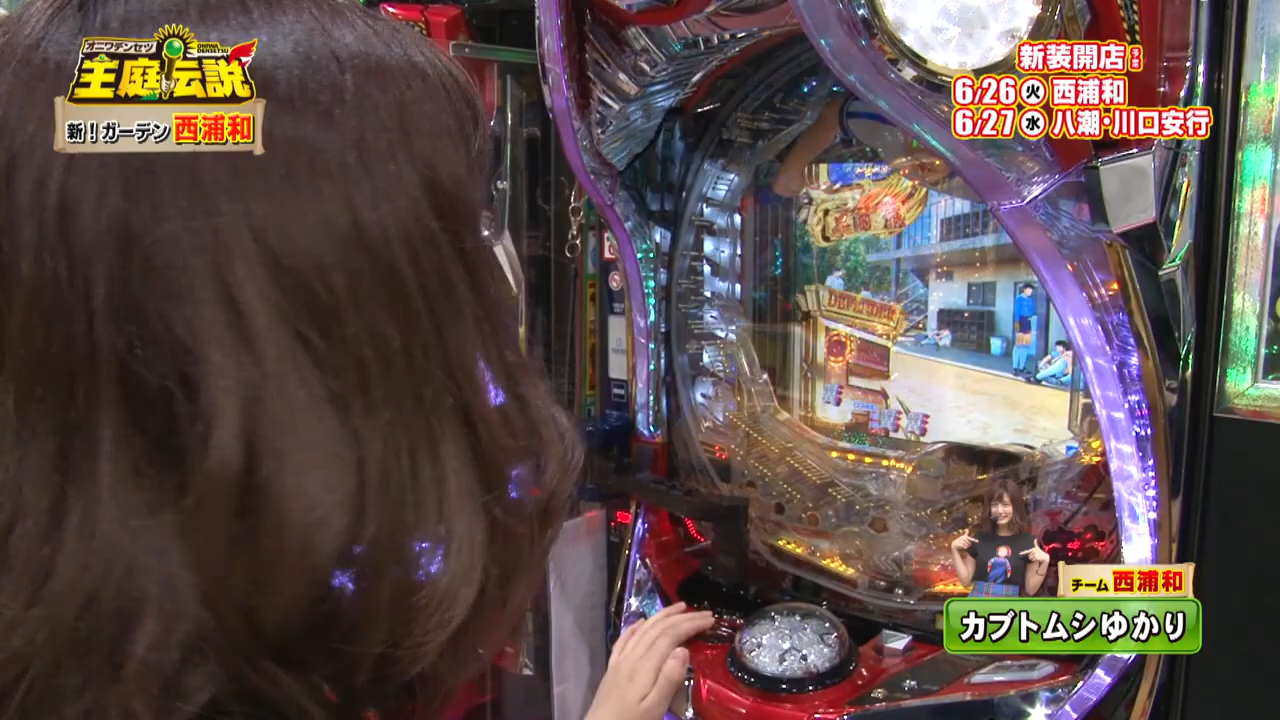 オニワデンセツ
ONIWA DENSETSU
主庭伝説
新!ガーデン西浦和
新装開店予定
6/26火 西浦和
6/27水 八潮・川口安行
チーム西浦和
カブトムシゆかり